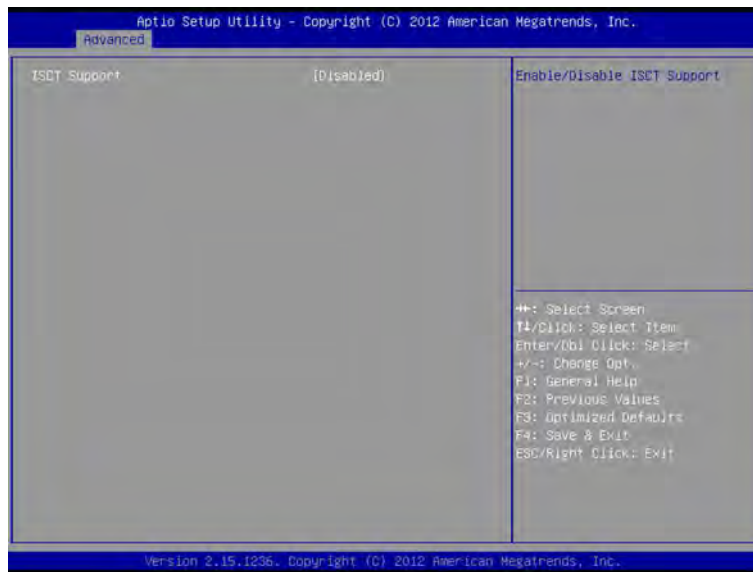 Aptio Setup Utility - Copyright (C) 2012 American Megatrends, Inc.
Advanced
ISCT Support [Disabled]
Enable/Disable ISCT Support
↔: Select Screen
↑↓/Click: Select Item
Enter/Dbl Click: Select
+/-: Change Opt.
F1: General Help
F2: Previous Values
F3: Optimized Defaults
F4: Save & Exit
ESC/Right Click: Exit
Version 2.15.1236. Copyright (C) 2012 American Megatrends, Inc.